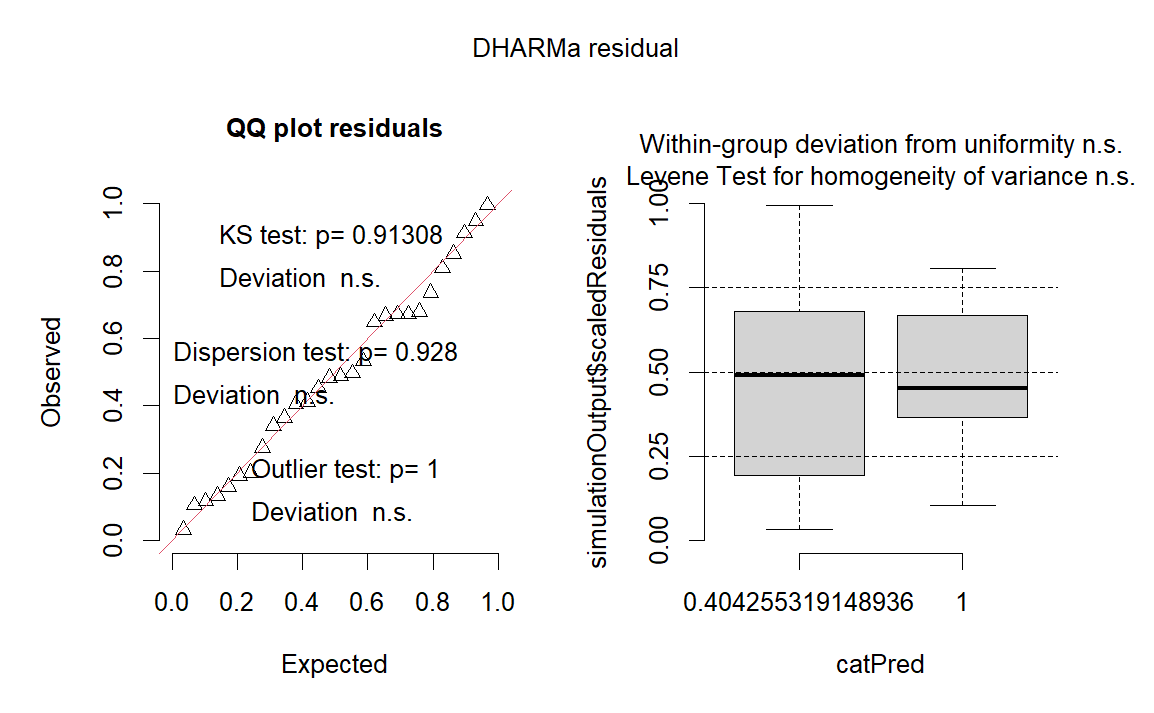 DHARMa residual
QQ plot residuals
KS test: p= 0.91308
Deviation  n.s.
Dispersion test: p= 0.928
Deviation  n.s.
Outlier test: p= 1
Deviation  n.s.
Observed
1.0
0.8
0.6
0.4
0.2
0.0
0.0 0.2 0.4 0.6 0.8 1.0
Expected
Within-group deviation from uniformity n.s.
Levene Test for homogeneity of variance n.s.
simulationOutput$scaledResiduals
1.00
0.75
0.50
0.25
0.00
0.404255319148936 1
catPred